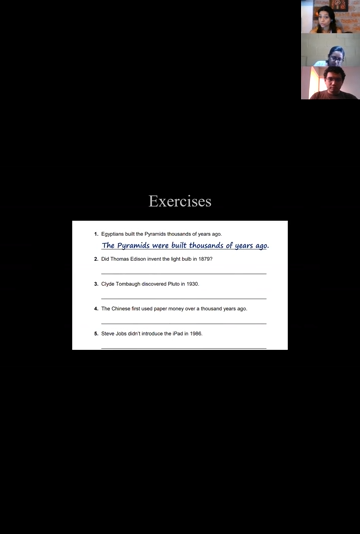 Exercises
1. Egyptians built the Pyramids thousands of years ago.
The Pyramids were built thousands of years ago.
2. Did Thomas Edison invent the light bulb in 1879?
3. Clyde Tombaugh discovered Pluto in 1930.
4. The Chinese first used paper money over a thousand years ago.
5. Steve Jobs didn't introduce the iPad in 1986.